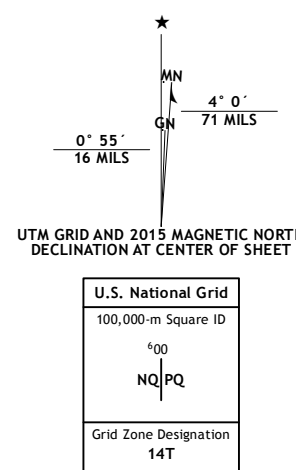 ★
MN
4° 0´
71 MILS
GN
0° 55´
16 MILS
UTM GRID AND 2015 MAGNETIC NORTH
DECLINATION AT CENTER OF SHEET
U.S. National Grid
100,000-m Square ID
⁶00
NQ PQ
Grid Zone Designation
14T